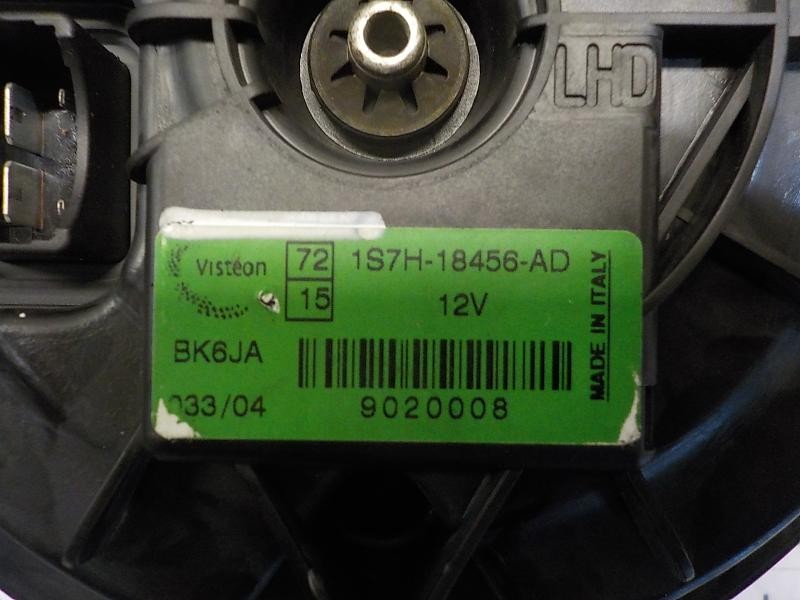 LHD
Visteon 72 1S7H-18456-AD
15 12V
BK6JA
033/04 9020008
MADE IN ITALY